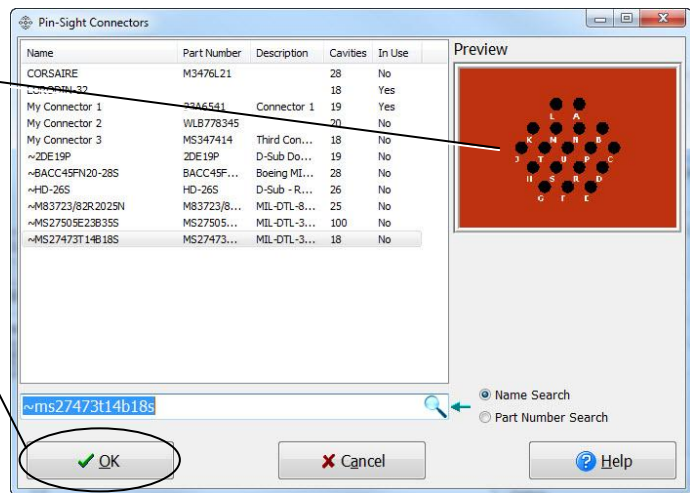 Pin-Sight Connectors
Name Part Number Description Cavities In Use
CORSAIRE M3476L21 28 No
18 Yes
My Connector 1 33A6541 Connector 1 19 Yes
My Connector 2 WLB778345 20 No
My Connector 3 MS347414 Third Con... 18 No
~2DE19P 2DE19P D-Sub Do... 19 No
~BACC45FN20-28S BACC45F... Boeing MI... 28 No
~HD-26S HD-26S D-Sub - R... 26 No
~M83723/82R2025N M83723/8... MIL-DTL-8... 25 No
~MS27505E23B35S MS27505... MIL-DTL-3... 100 No
~MS27473T14B18S MS27473... MIL-DTL-3... 18 No
Preview
L A
K M N B
J T U P C
H S R D
G F E
~ms27473t14b18s
Name Search
Part Number Search
OK
Cancel
Help